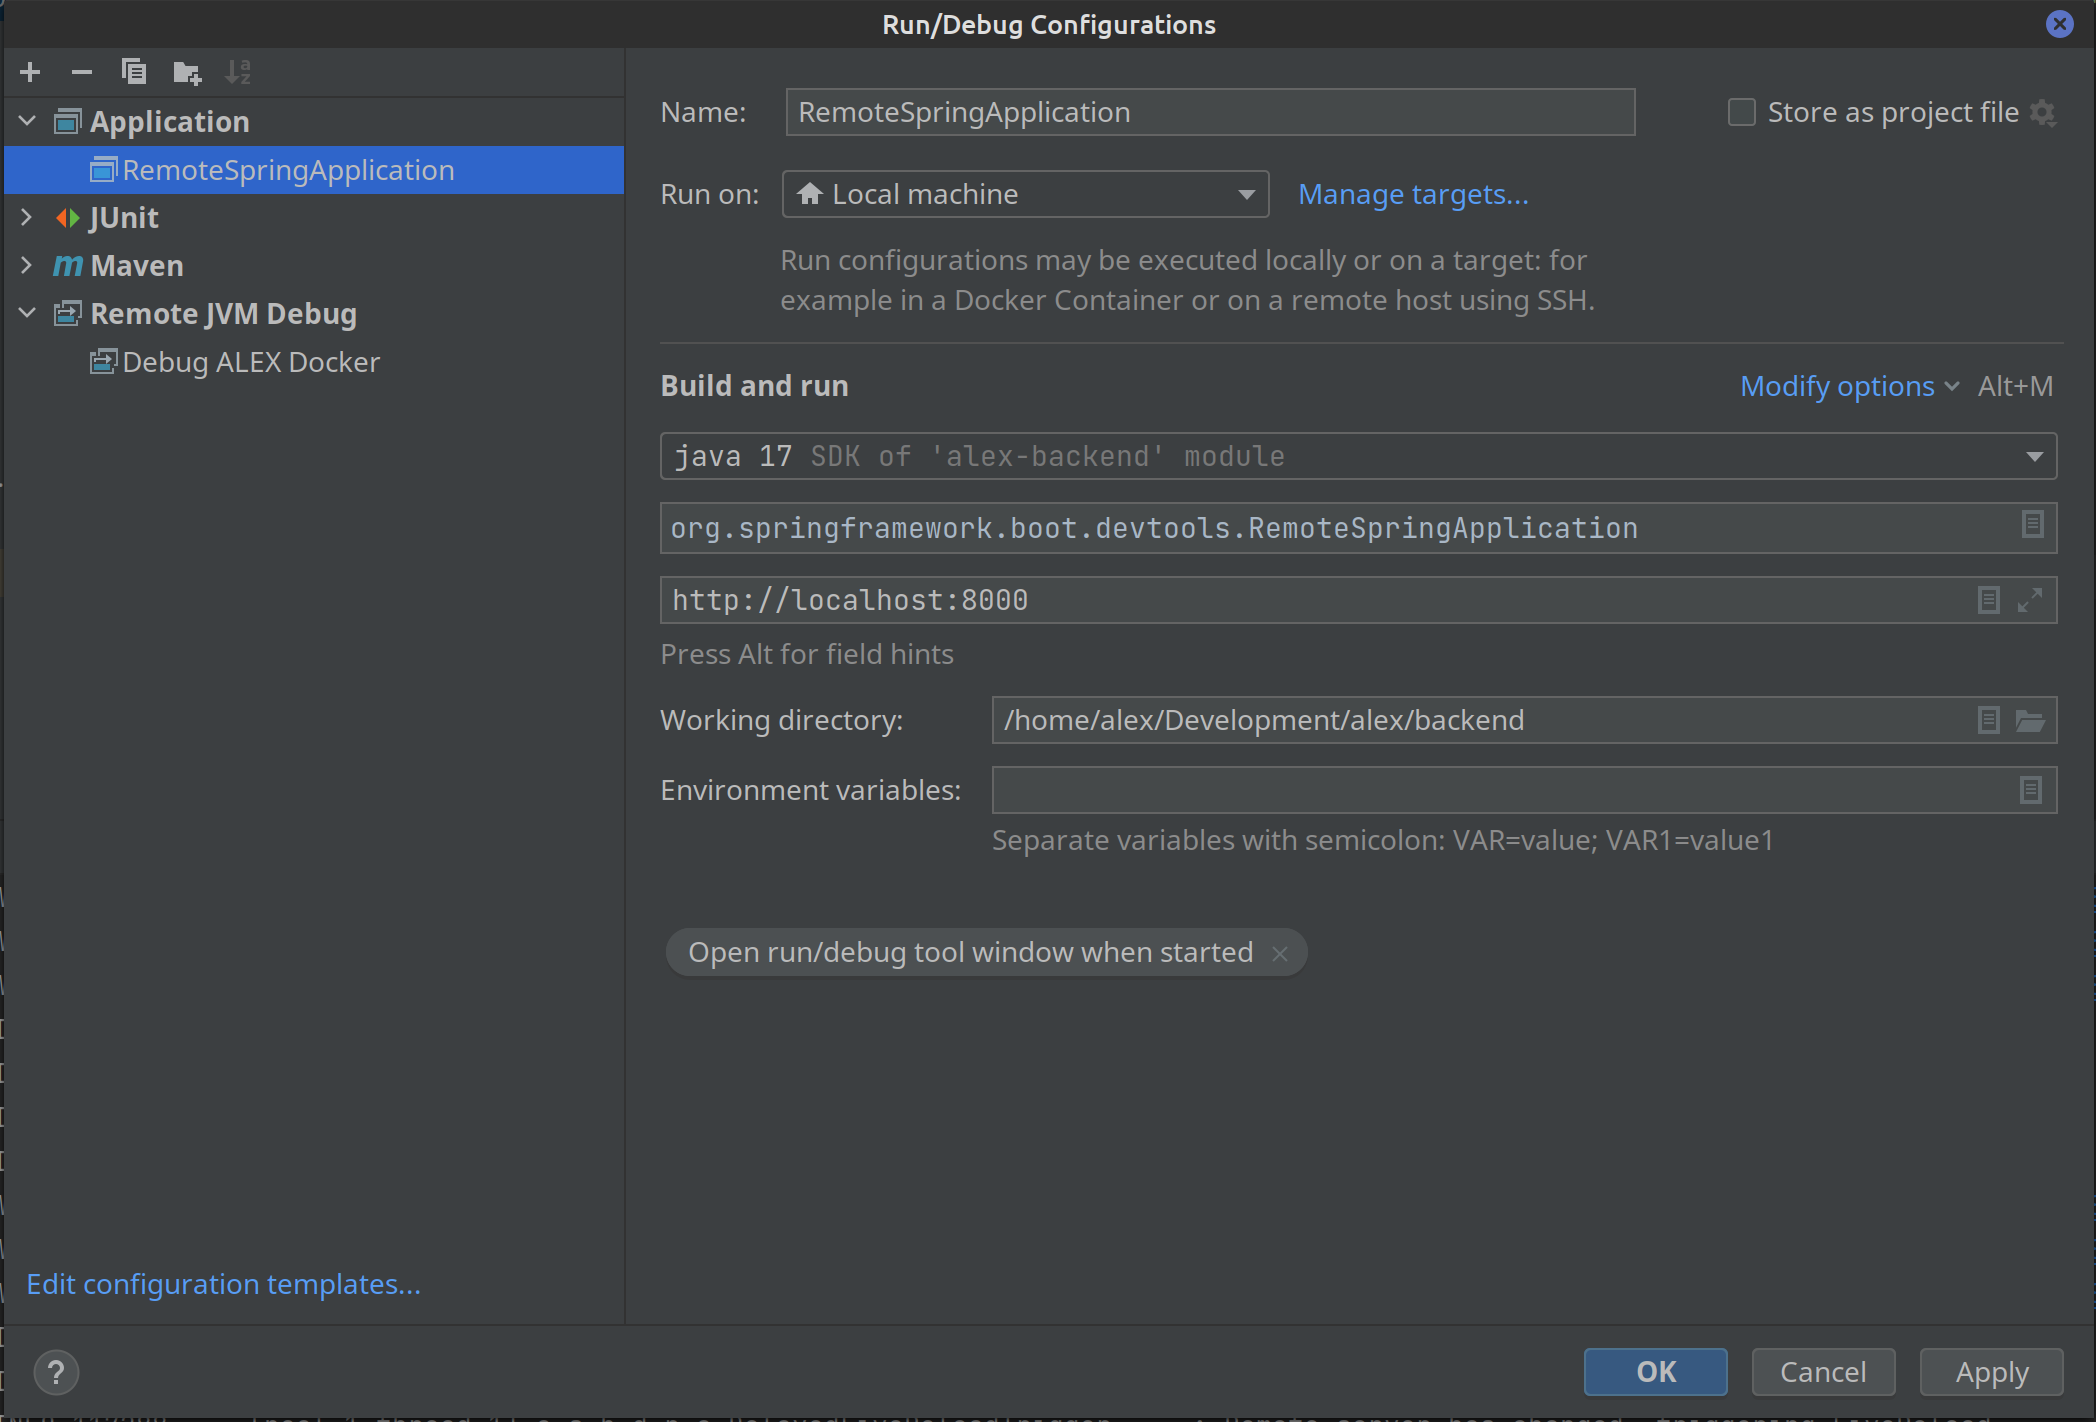 Run/Debug Configurations
Application
RemoteSpringApplication
JUnit
Maven
Remote JVM Debug
Debug ALEX Docker
Edit configuration templates...
Name: RemoteSpringApplication Store as project file
Run on: Local machine Manage targets...
Run configurations may be executed locally or on a target: for
example in a Docker Container or on a remote host using SSH.
Build and run Modify options Alt+M
java 17 SDK of 'alex-backend' module
org.springframework.boot.devtools.RemoteSpringApplication
http://localhost:8000
Press Alt for field hints
Working directory: /home/alex/Development/alex/backend
Environment variables:
Separate variables with semicolon: VAR=value; VAR1=value1
Open run/debug tool window when started
? OK Cancel Apply